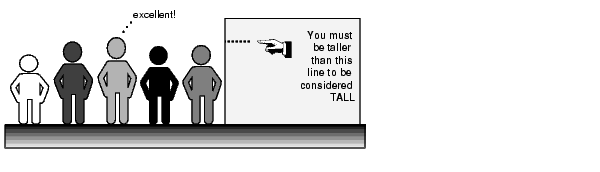 excellent!
You must
be taller
than this
line to be
considered
TALL